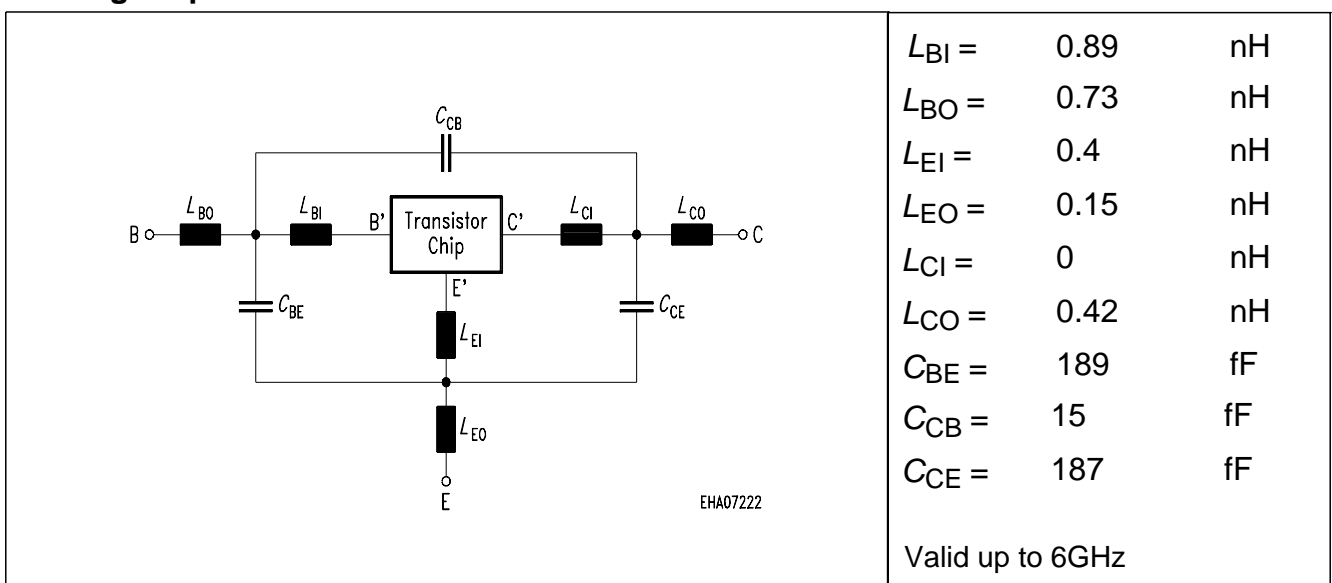 C_CB
L_BO
L_BI
B'
Transistor
Chip
C'
L_CI
L_CO
B
C
E'
C_BE
L_EI
C_CE
L_EO
E
EHA07222
L_BI = 0.89 nH
L_BO = 0.73 nH
L_EI = 0.4 nH
L_EO = 0.15 nH
L_CI = 0 nH
L_CO = 0.42 nH
C_BE = 189 fF
C_CB = 15 fF
C_CE = 187 fF
Valid up to 6GHz